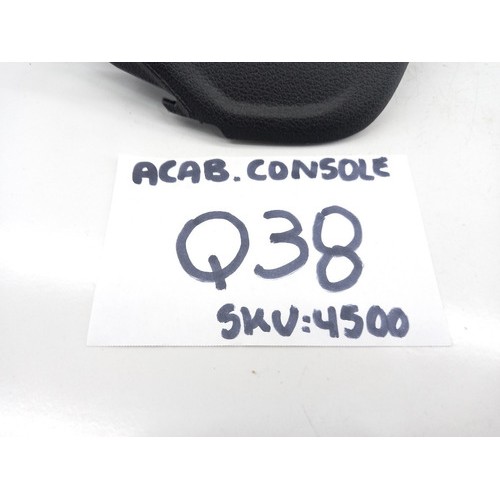 ACAB. CONSOLE
Q38
SKU: 4500